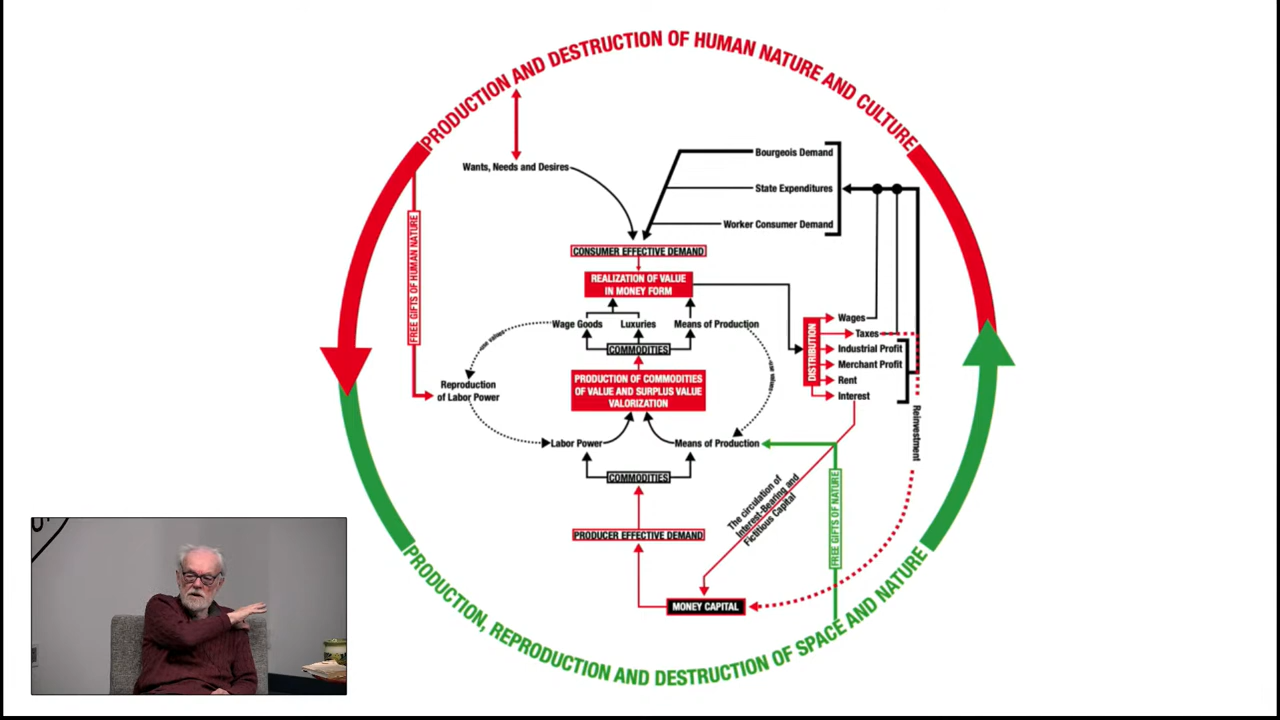 PRODUCTION AND DESTRUCTION OF HUMAN NATURE AND CULTURE
Wants, Needs and Desires
Bourgeois Demand
State Expenditures
Worker Consumer Demand
FREE GIFTS OF HUMAN NATURE
CONSUMER EFFECTIVE DEMAND
REALIZATION OF VALUE
IN MONEY FORM
Wage Goods
Luxuries
Means of Production
use values
use values
COMMODITIES
DISTRIBUTION
Wages
Taxes
Industrial Profit
Merchant Profit
Rent
Interest
PRODUCTION OF COMMODITIES
OF VALUE AND SURPLUS VALUE
VALORIZATION
Reproduction
of Labor Power
Labor Power
Means of Production
Reinvestment
COMMODITIES
The circulation of
Interest-Bearing and
Fictitious Capital
FREE GIFTS OF NATURE
PRODUCER EFFECTIVE DEMAND
MONEY CAPITAL
PRODUCTION, REPRODUCTION AND DESTRUCTION OF SPACE AND NATURE